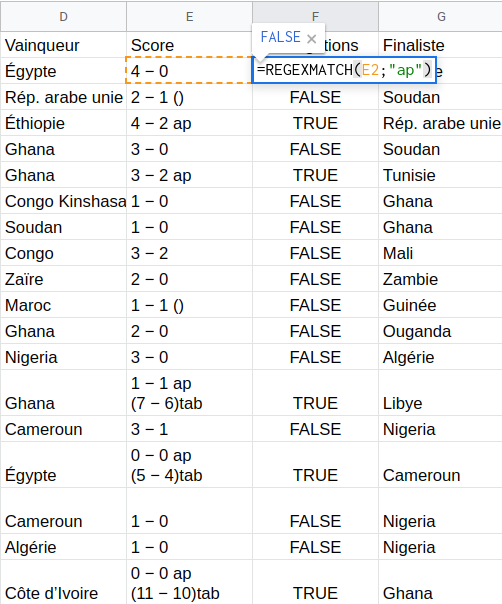 D E F G
FALSE ×
Vainqueur Score tions Finaliste
Égypte 4 − 0 =REGEXMATCH(E2;"ap") e
Rép. arabe unie 2 − 1 () FALSE Soudan
Éthiopie 4 − 2 ap TRUE Rép. arabe unie
Ghana 3 − 0 FALSE Soudan
Ghana 3 − 2 ap TRUE Tunisie
Congo Kinshasa 1 − 0 FALSE Ghana
Soudan 1 − 0 FALSE Ghana
Congo 3 − 2 FALSE Mali
Zaïre 2 − 0 FALSE Zambie
Maroc 1 − 1 () FALSE Guinée
Ghana 2 − 0 FALSE Ouganda
Nigeria 3 − 0 FALSE Algérie
1 − 1 ap
Ghana (7 − 6)tab TRUE Libye
Cameroun 3 − 1 FALSE Nigeria
0 − 0 ap
Égypte (5 − 4)tab TRUE Cameroun
Cameroun 1 − 0 FALSE Nigeria
Algérie 1 − 0 FALSE Nigeria
0 − 0 ap
Côte d'Ivoire (11 − 10)tab TRUE Ghana